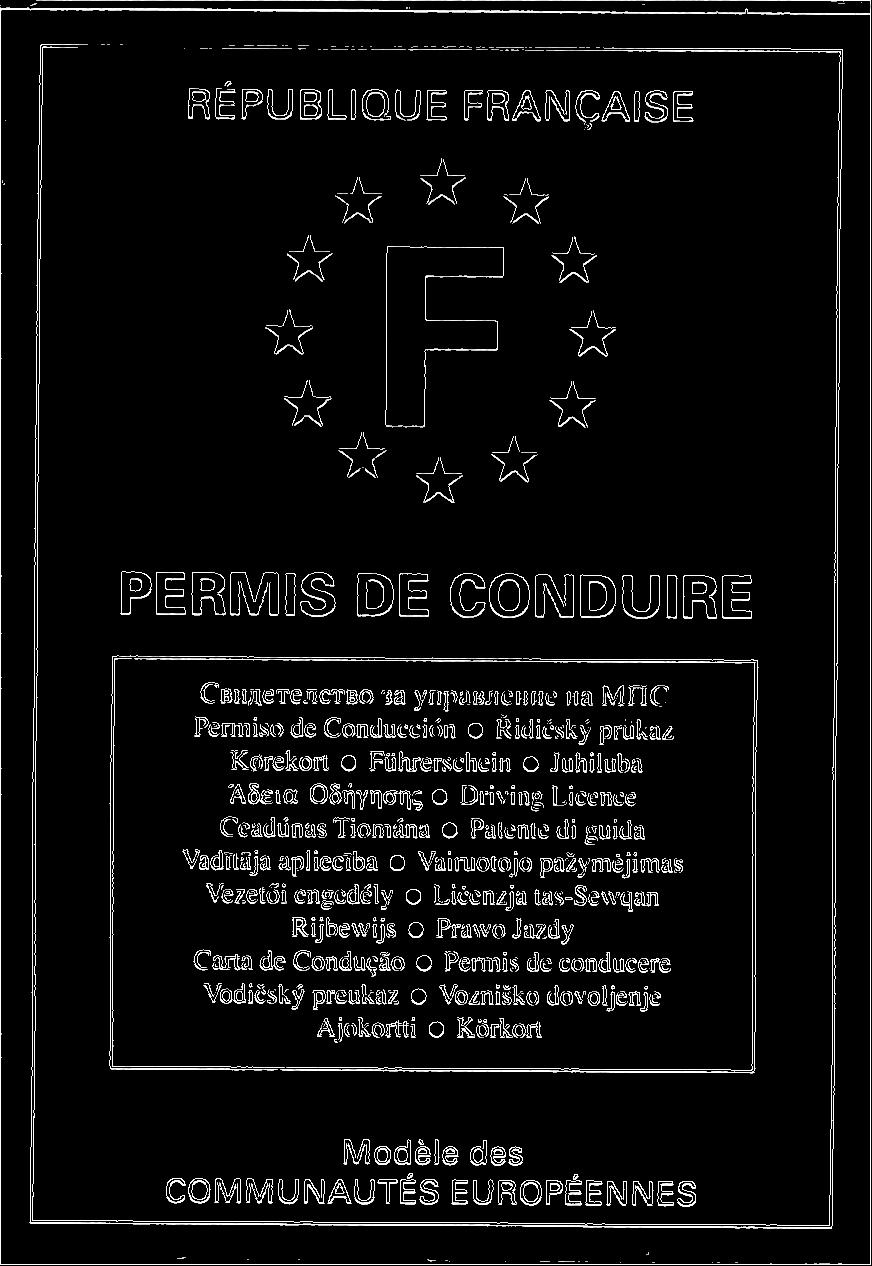 RÉPUBLIQUE FRANÇAISE
F
PERMIS DE CONDUIRE
Свидетелство за управление на МПС
Permiso de Conducción O Řidičský průkaz
Kørekort O Führerschein O Juhiluba
Άδεια Οδήγησης O Driving Licence
Ceadúnas Tiomána O Patente di guida
Vadītāja apliecība O Vairuotojo pažymėjimas
Vezetői engedély O Liċenzja tas-Sewqan
Rijbewijs O Prawo Jazdy
Carta de Condução O Permis de conducere
Vodičský preukaz O Vozniško dovoljenje
Ajokortti O Körkort
Modèle des
COMMUNAUTÉS EUROPÉENNES